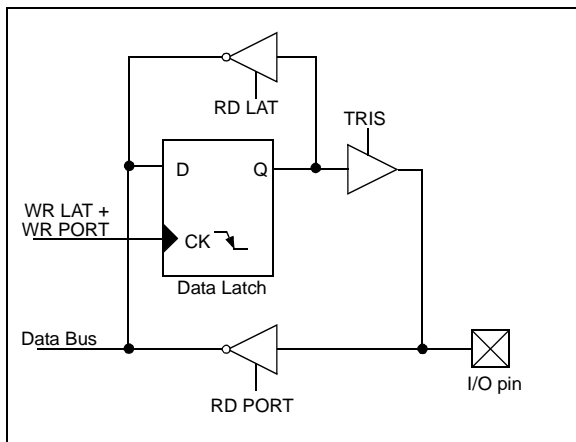 RD LAT
TRIS
D
Q
WR LAT +
WR PORT
CK
Data Latch
Data Bus
RD PORT
I/O pin